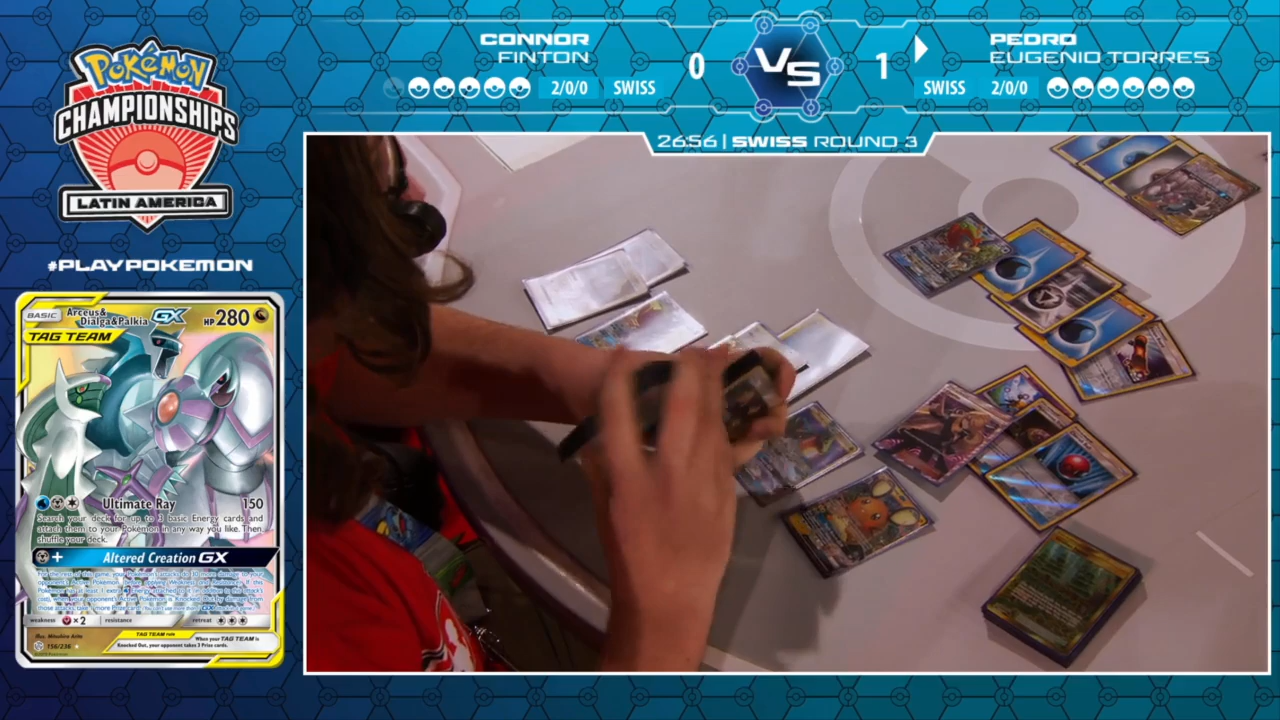 Pokémon
CHAMPIONSHIPS
LATIN AMERICA
#PLAYPOKEMON
CONNOR
FINTON
2/0/0
SWISS
0
VS
1
PEDRO
EUGENIO TORRES
SWISS
2/0/0
26:56 | SWISS ROUND 3
BASIC
Arceus&
Dialga&Palkia GX
HP280
TAG TEAM
Ultimate Ray 150
Search your deck for up to 3 basic Energy cards and
attach them to your Pokémon in any way you like. Then,
shuffle your deck.
+ Altered Creation GX
weakness ×2 resistance retreat
TAG TEAM rule
When your TAG TEAM is
Knocked Out, your opponent takes 3 Prize cards.
156/236